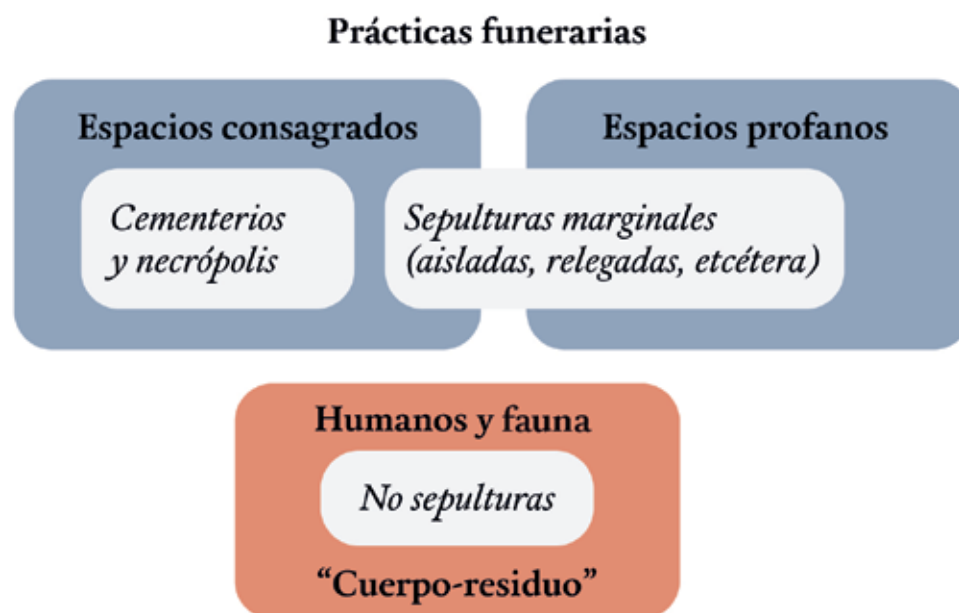 Prácticas funerarias
Espacios consagrados
Espacios profanos
Cementerios
y necrópolis
Sepulturas marginales
(aisladas, relegadas, etcétera)
Humanos y fauna
No sepulturas
“Cuerpo-residuo”